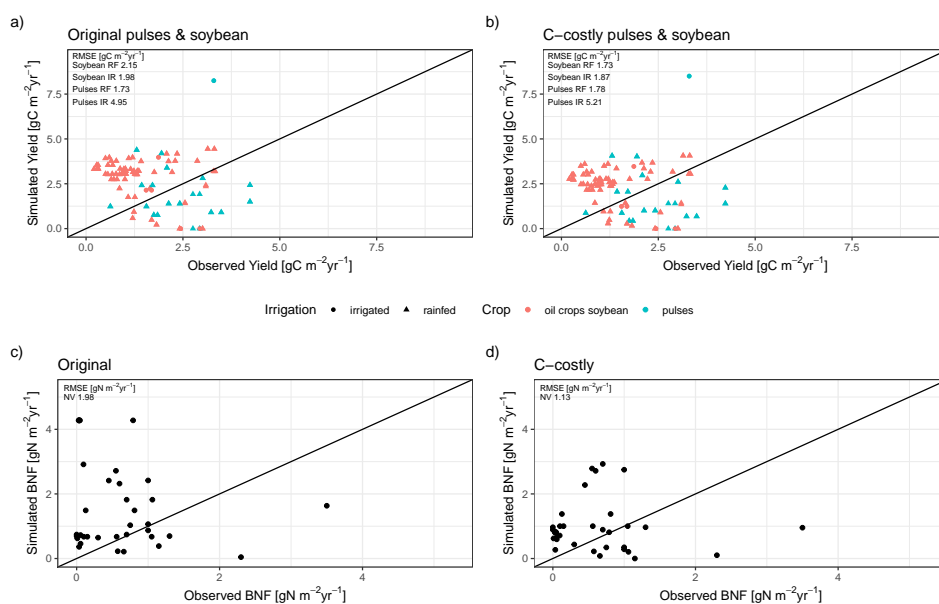 a)
Original pulses & soybean
RMSE [gC m−2yr−1]
Soybean RF 2.15
Soybean IR 1.98
Pulses RF 1.73
Pulses IR 4.95
7.5
5.0
2.5
0.0
Simulated Yield [gC m−2yr−1]
0.0 2.5 5.0 7.5
Observed Yield [gC m−2yr−1]
b)
C−costly pulses & soybean
RMSE [gC m−2yr−1]
Soybean RF 1.73
Soybean IR 1.87
Pulses RF 1.78
Pulses IR 5.21
7.5
5.0
2.5
0.0
Simulated Yield [gC m−2yr−1]
0.0 2.5 5.0 7.5
Observed Yield [gC m−2yr−1]
Irrigation irrigated rainfed Crop oil crops soybean pulses
c)
Original
RMSE [gN m−2yr−1]
NV 1.98
4
2
0
Simulated BNF [gN m−2yr−1]
0 2 4
Observed BNF [gN m−2yr−1]
d)
C−costly
RMSE [gN m−2yr−1]
NV 1.13
4
2
0
Simulated BNF [gN m−2yr−1]
0 2 4
Observed BNF [gN m−2yr−1]